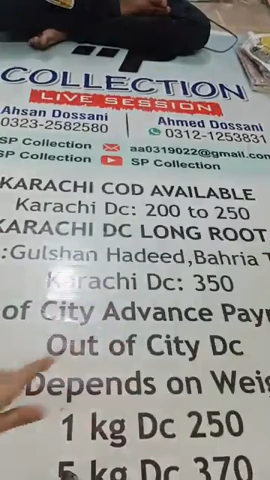 COLLECTION
LIVE SESSION
Ahsan Dossani
0323-2582580
Ahmed Dossani
0312-1253831
SP Collection aa0319022@gmail.com
SP Collection SP Collection
KARACHI COD AVAILABLE
Karachi Dc: 200 to 250
KARACHI DC LONG ROOT
:Gulshan Hadeed,Bahria
Karachi Dc: 350
of City Advance
Out of City Dc
Depends on
1 kg Dc 250
5 kg Dc 370